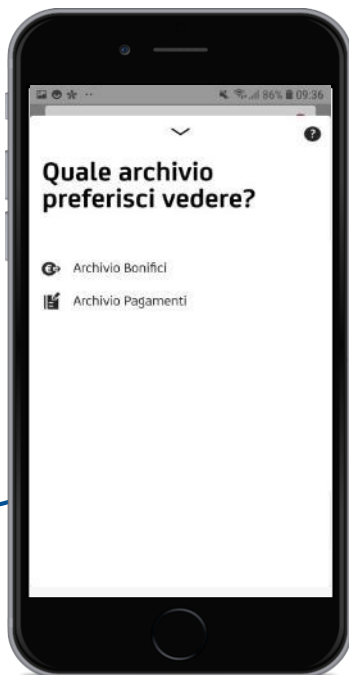 86% 09:36
?
Quale archivio
preferisci vedere?
Archivio Bonifici
Archivio Pagamenti